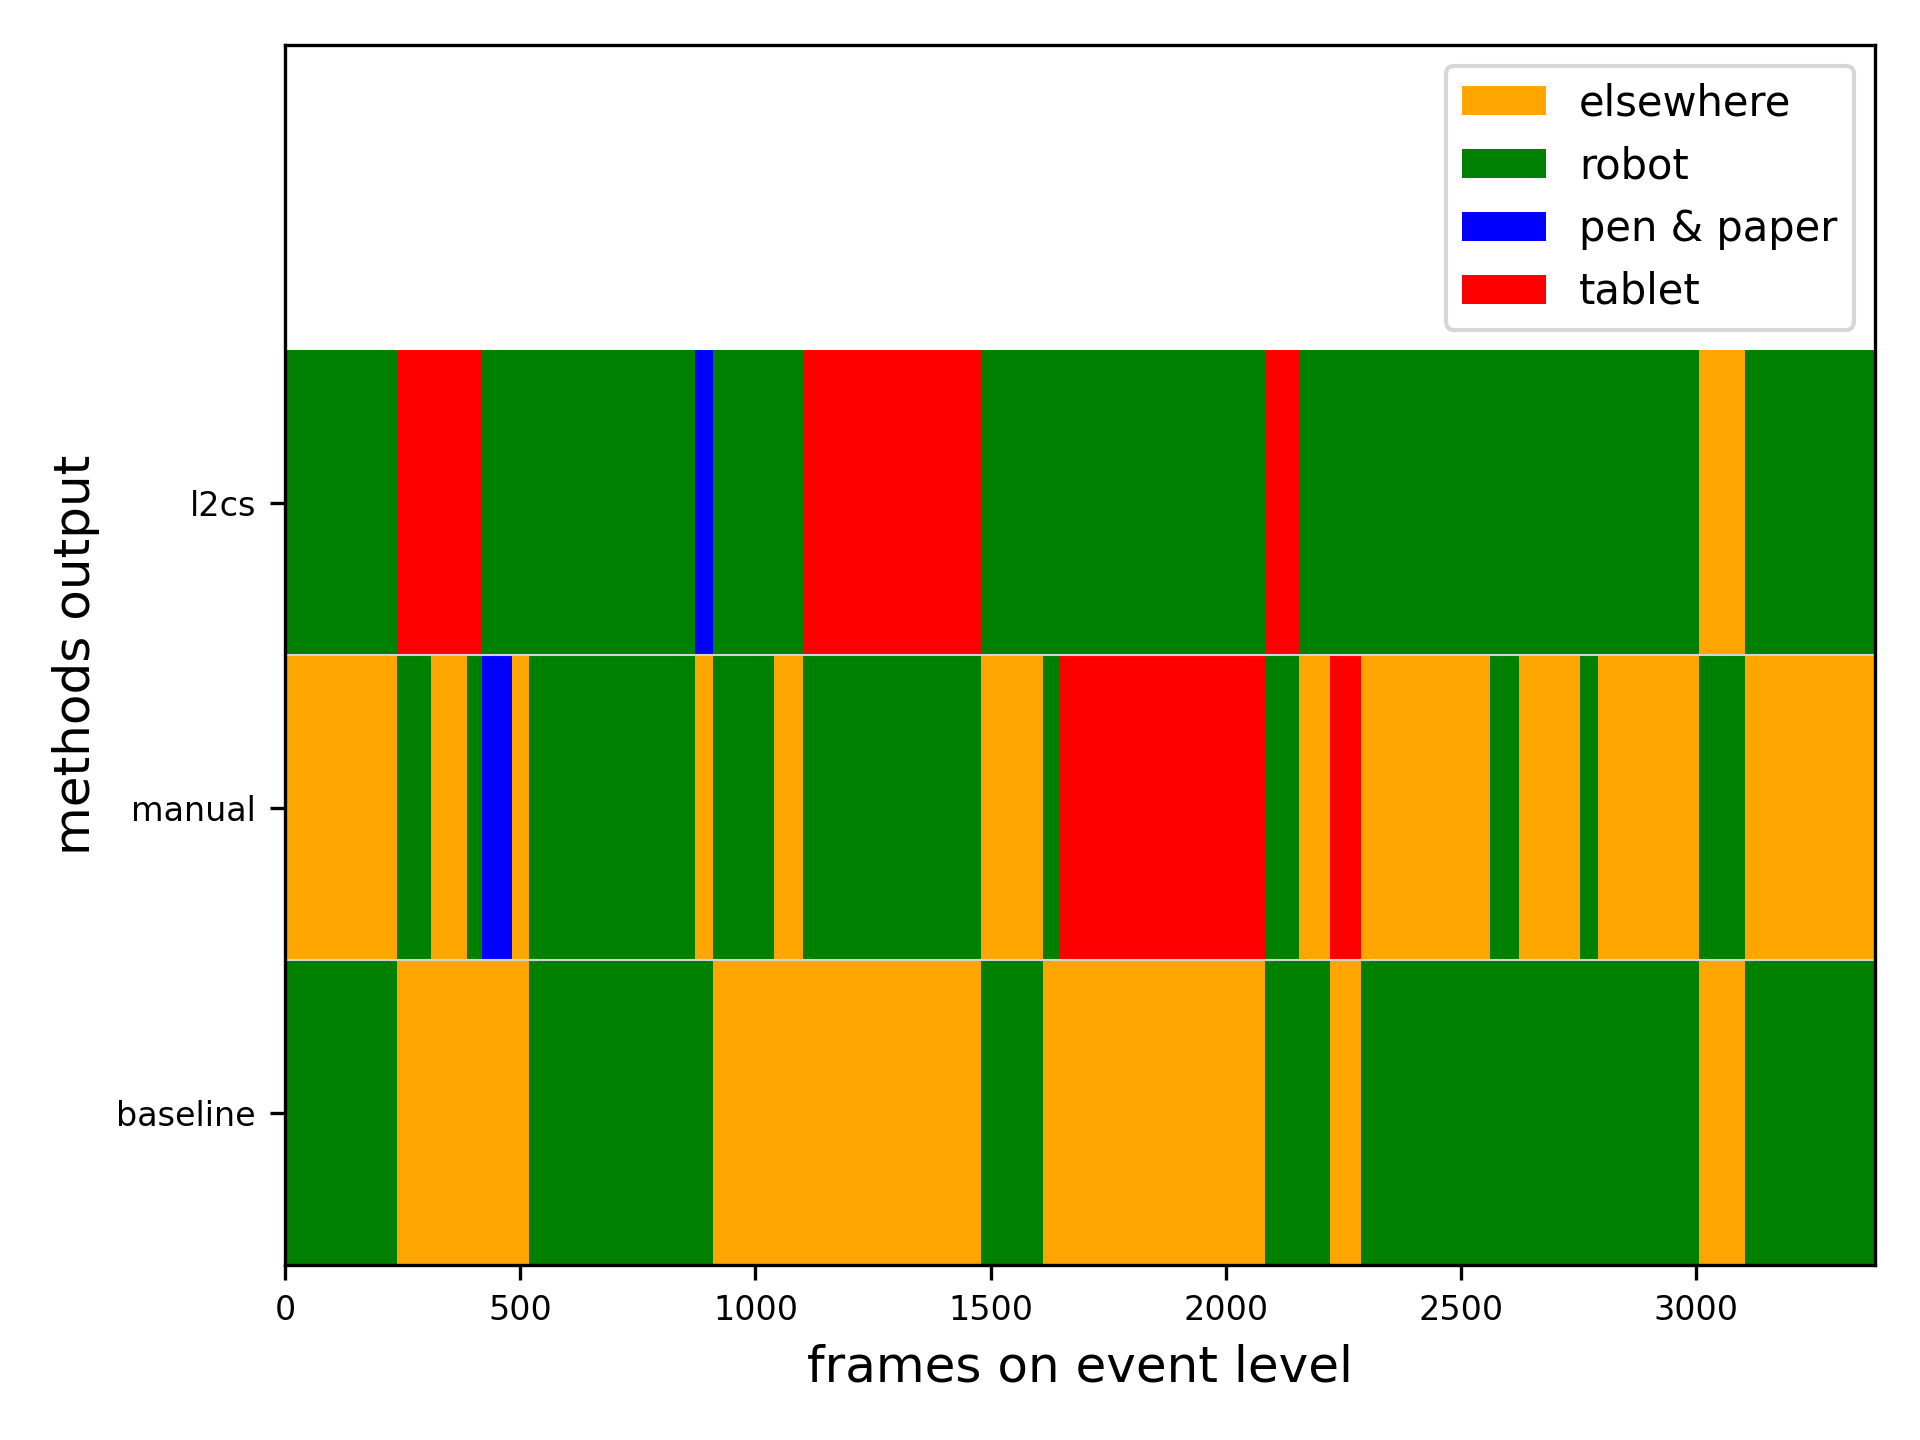 elsewhere
robot
pen & paper
tablet
methods output
l2cs
manual
baseline
0 500 1000 1500 2000 2500 3000
frames on event level